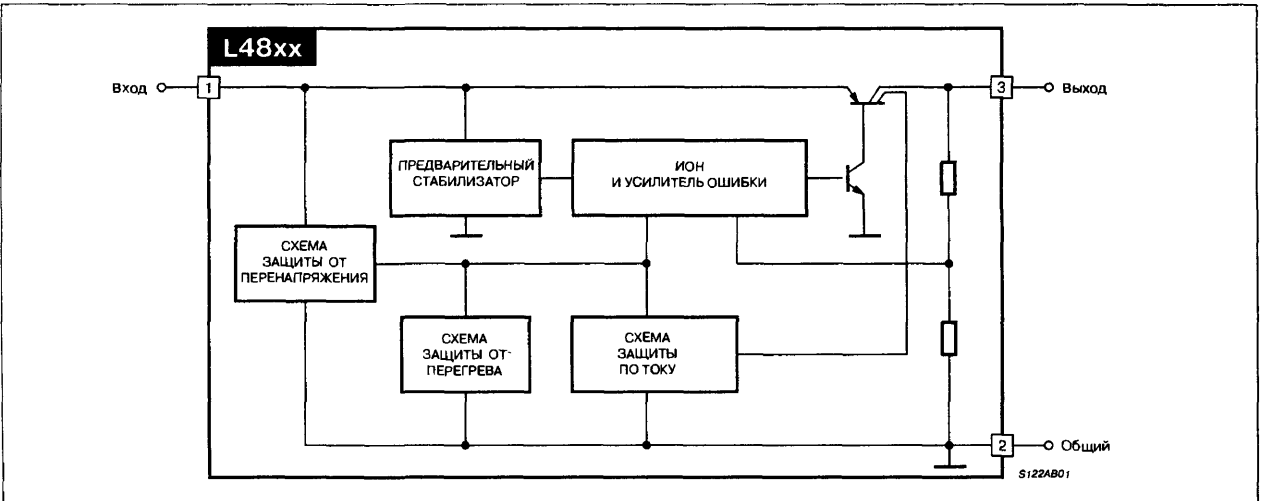 L48xx
Вход
1
3
Выход
ПРЕДВАРИТЕЛЬНЫЙ
СТАБИЛИЗАТОР
ИОН
И УСИЛИТЕЛЬ ОШИБКИ
СХЕМА
ЗАЩИТЫ ОТ
ПЕРЕНАПРЯЖЕНИЯ
СХЕМА
ЗАЩИТЫ ОТ-
ПЕРЕГРЕВА
СХЕМА
ЗАЩИТЫ
ПО ТОКУ
2
Общий
S122AB01